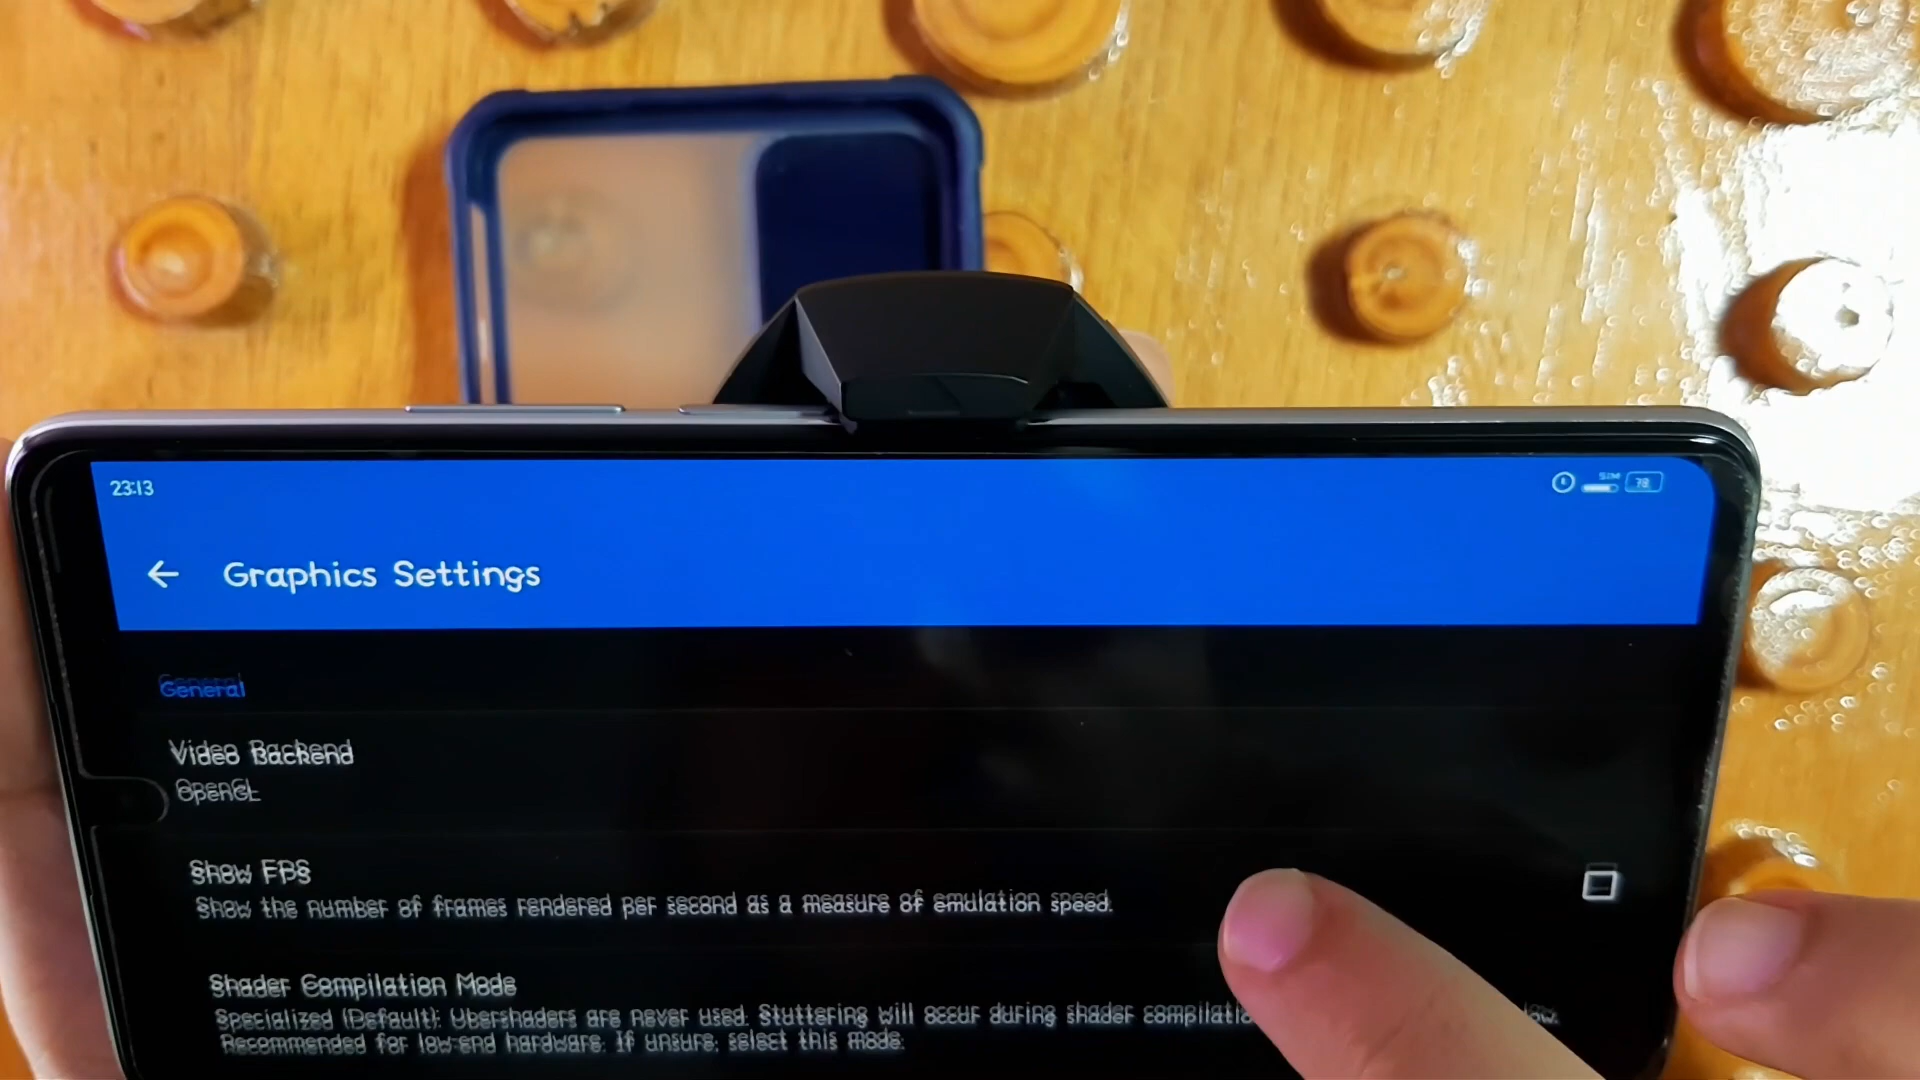 23:13
SIM
78
Graphics Settings
General
Video Backend
OpenGL
Show FPS
Show the number of frames rendered per second as a measure of emulation speed.
Shader Compilation Mode
Specialized (Default): Ubershaders are never used. Stuttering will occur during shader
Recommended for low-end hardware. If unsure, select this mode.